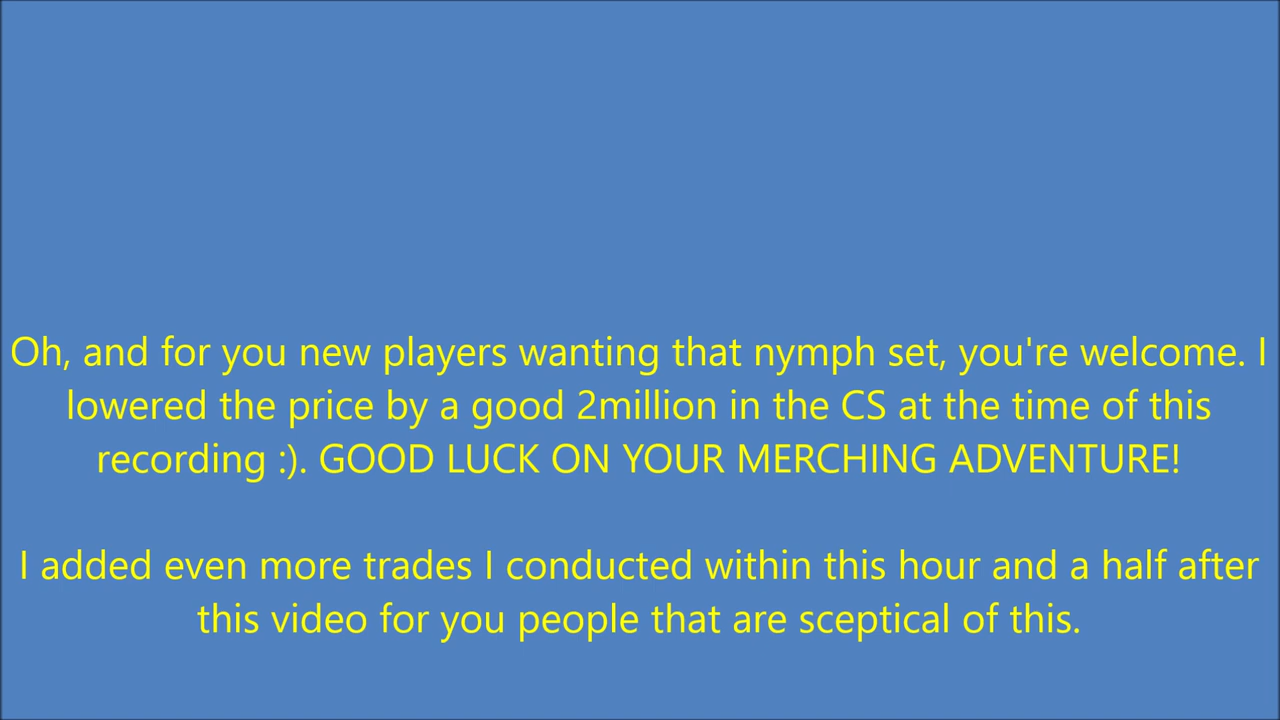 Oh, and for you new players wanting that nymph set, you're welcome. I
lowered the price by a good 2million in the CS at the time of this
recording :). GOOD LUCK ON YOUR MERCHING ADVENTURE!
I added even more trades I conducted within this hour and a half after
this video for you people that are sceptical of this.